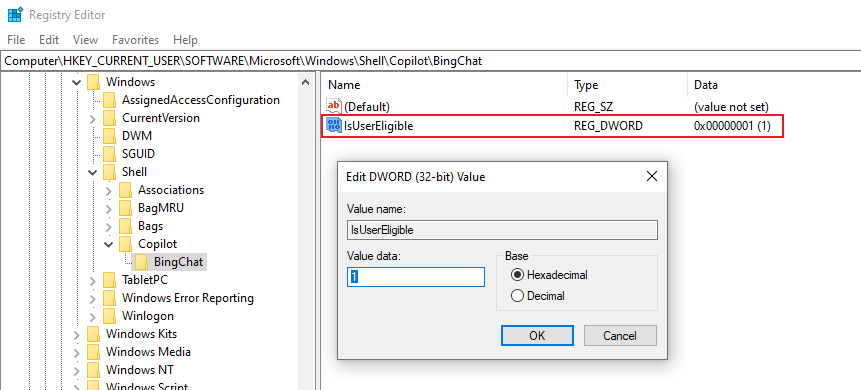 Registry Editor
File Edit View Favorites Help
Computer\HKEY_CURRENT_USER\SOFTWARE\Microsoft\Windows\Shell\Copilot\BingChat
Windows
AssignedAccessConfiguration
CurrentVersion
DWM
SGUID
Shell
Associations
BagMRU
Bags
Copilot
BingChat
TabletPC
Windows Error Reporting
Winlogon
Windows Kits
Windows Media
Windows NT
Windows Script
Name Type Data
ab (Default) REG_SZ (value not set)
IsUserEligible REG_DWORD 0x00000001 (1)
Edit DWORD (32-bit) Value
Value name:
IsUserEligible
Value data:
1
Base
Hexadecimal
Decimal
OK Cancel